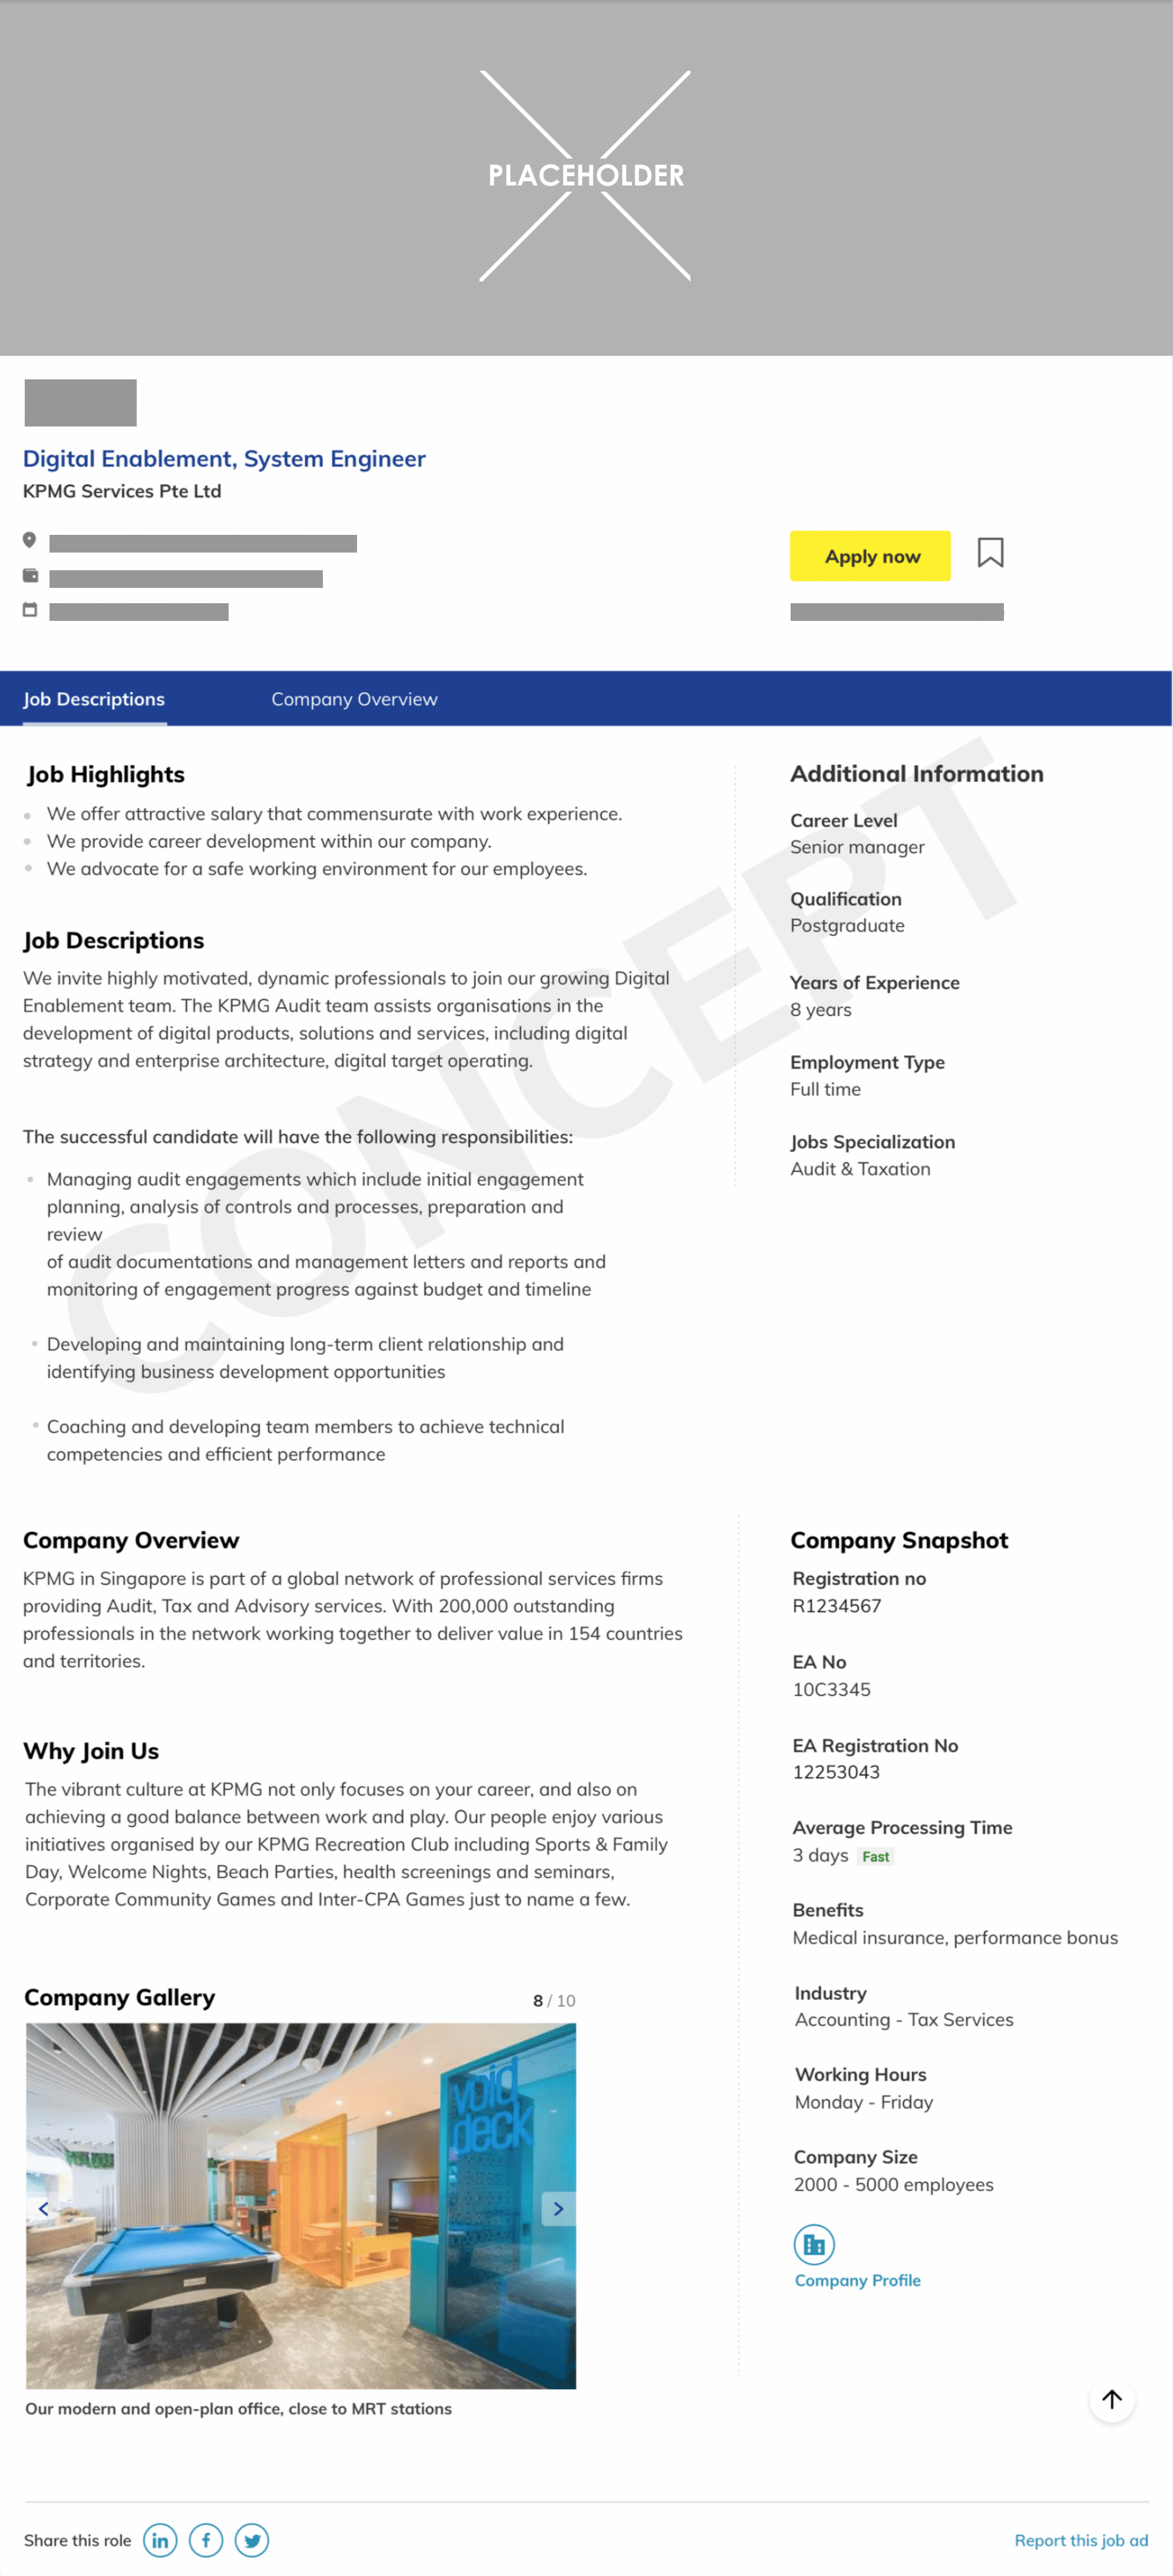 PLACEHOLDER
Digital Enablement, System Engineer
KPMG Services Pte Ltd
Apply now
Job Descriptions
Company Overview
Job Highlights
We offer attractive salary that commensurate with work experience.
We provide career development within our company.
We advocate for a safe working environment for our employees.
Job Descriptions
We invite highly motivated, dynamic professionals to join our growing Digital
Enablement team. The KPMG Audit team assists organisations in the
development of digital products, solutions and services, including digital
strategy and enterprise architecture, digital target operating.
The successful candidate will have the following responsibilities:
Managing audit engagements which include initial engagement
planning, analysis of controls and processes, preparation and
review
of audit documentations and management letters and reports and
monitoring of engagement progress against budget and timeline
Developing and maintaining long-term client relationship and
identifying business development opportunities
Coaching and developing team members to achieve technical
competencies and efficient performance
Additional Information
Career Level
Senior manager
Qualification
Postgraduate
Years of Experience
8 years
Employment Type
Full time
Jobs Specialization
Audit & Taxation
CONCEPT
Company Overview
KPMG in Singapore is part of a global network of professional services firms
providing Audit, Tax and Advisory services. With 200,000 outstanding
professionals in the network working together to deliver value in 154 countries
and territories.
Why Join Us
The vibrant culture at KPMG not only focuses on your career, and also on
achieving a good balance between work and play. Our people enjoy various
initiatives organised by our KPMG Recreation Club including Sports & Family
Day, Welcome Nights, Beach Parties, health screenings and seminars,
Corporate Community Games and Inter-CPA Games just to name a few.
Company Gallery
8 / 10
void
deck
Our modern and open-plan office, close to MRT stations
Company Snapshot
Registration no
R1234567
EA No
10C3345
EA Registration No
12253043
Average Processing Time
3 days Fast
Benefits
Medical insurance, performance bonus
Industry
Accounting - Tax Services
Working Hours
Monday - Friday
Company Size
2000 - 5000 employees
Company Profile
Share this role
in
f
Report this job ad